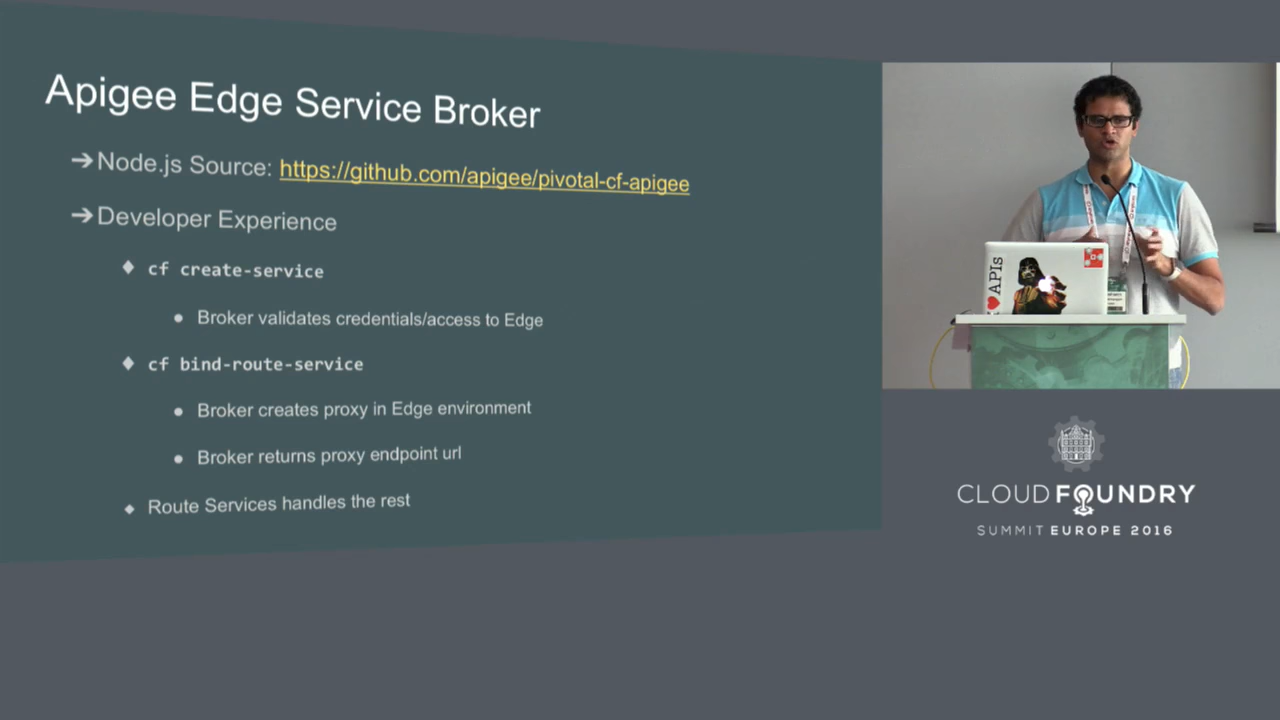 Apigee Edge Service Broker
➔Node.js Source: https://github.com/apigee/pivotal-cf-apigee
➔Developer Experience
◆ cf create-service
● Broker validates credentials/access to Edge
◆ cf bind-route-service
● Broker creates proxy in Edge environment
● Broker returns proxy endpoint url
◆ Route Services handles the rest
I ♥ APIs
CLOUD FOUNDRY
SUMMIT EUROPE 2016